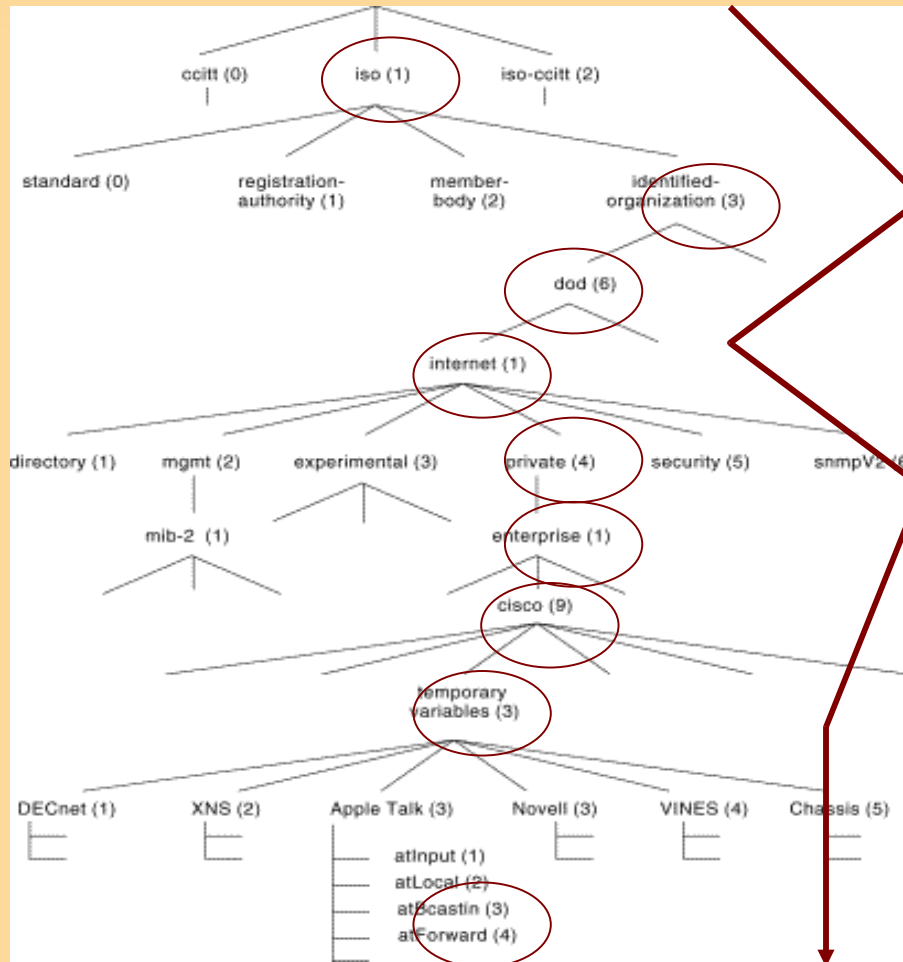 ccitt (0)
iso (1)
iso-ccitt (2)
standard (0)
registration-
authority (1)
member-
body (2)
identified-
organization (3)
dod (6)
internet (1)
directory (1)
mgmt (2)
experimental (3)
private (4)
security (5)
snmpV2 (6
mib-2 (1)
enterprise (1)
cisco (9)
temporary
variables (3)
DECnet (1)
XNS (2)
Apple Talk (3)
Novell (3)
VINES (4)
Chassis (5)
atInput (1)
atLocal (2)
atBcastin (3)
atForward (4)